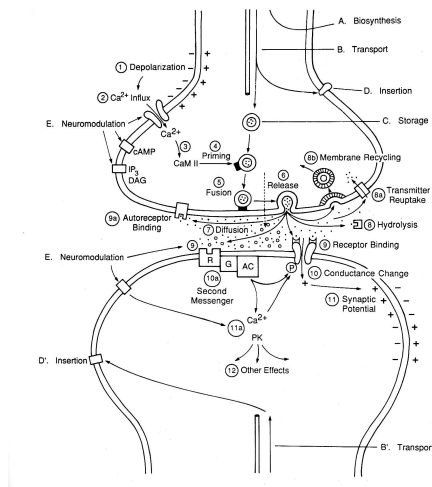 A. Biosynthesis
B. Transport
① Depolarization
② Ca²⁺ Influx
D. Insertion
E. Neuromodulation
Ca²⁺
C. Storage
③
④
Priming
cAMP
CaM II
⑧b Membrane Recycling
IP₃
DAG
⑤
Fusion
⑥
Release
⑧a Transmitter
Reuptake
⑨a Autoreceptor
Binding
⑦ Diffusion
⑧ Hydrolysis
⑨
⑨ Receptor Binding
E. Neuromodulation
R
G
AC
P
⑩ Conductance Change
⑩a
Second
Messenger
⑪ Synaptic
Potential
⑪a
Ca²⁺
PK
D'. Insertion
⑫ Other Effects
B'. Transpor